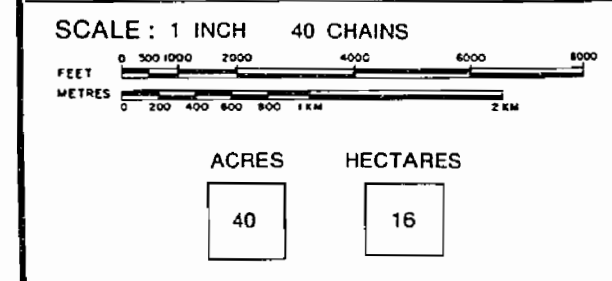 SCALE : 1 INCH 40 CHAINS
0 500 1000 2000 4000 6000 8000
FEET
METRES
0 200 400 600 800 1 KM 2 KM
ACRES HECTARES
40 16